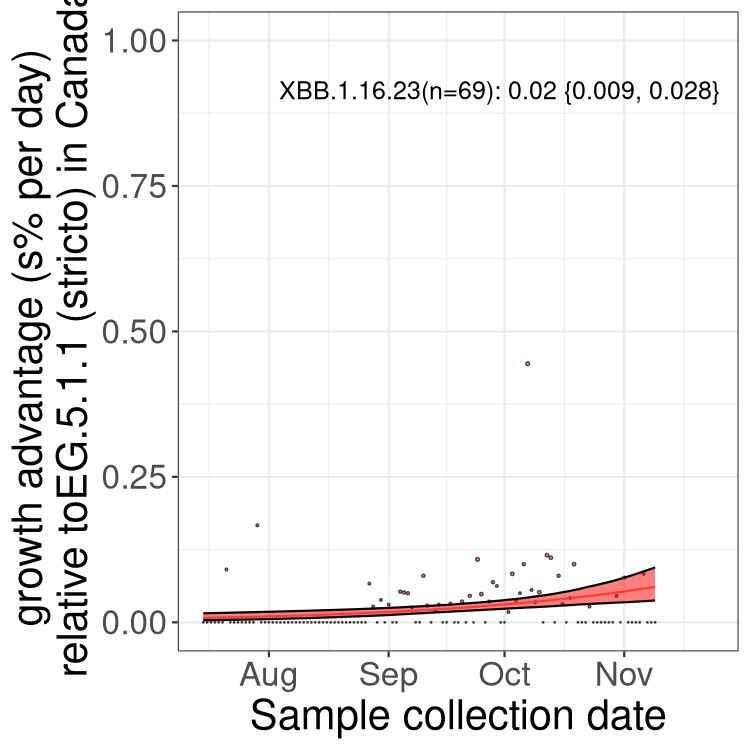 growth advantage (s% per day)
relative toEG.5.1.1 (stricto) in Canada
1.00
0.75
0.50
0.25
0.00
XBB.1.16.23(n=69): 0.02 {0.009, 0.028}
Aug Sep Oct Nov
Sample collection date